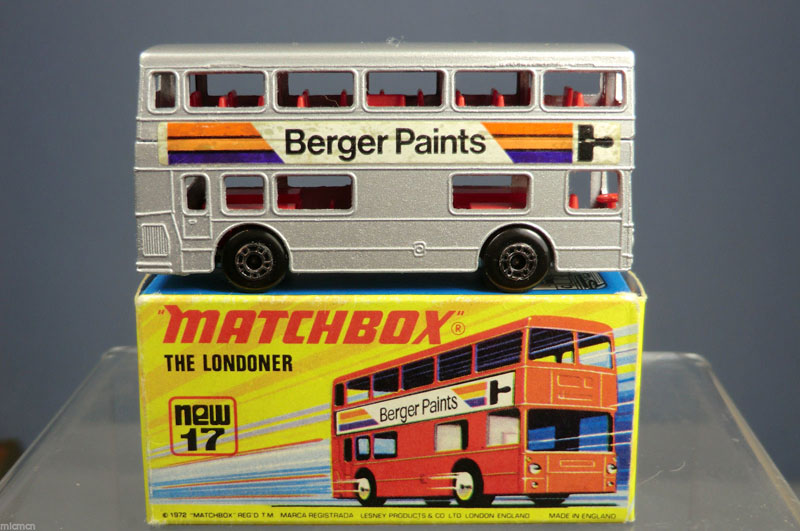 Berger Paints
"MATCHBOX"®
THE LONDONER
new
17
Berger Paints
© 1972 "MATCHBOX" REG'D T.M. MARCA REGISTRADA LESNEY PRODUCTS & CO LTD LONDON ENGLAND MADE IN ENGLAND
micmcn